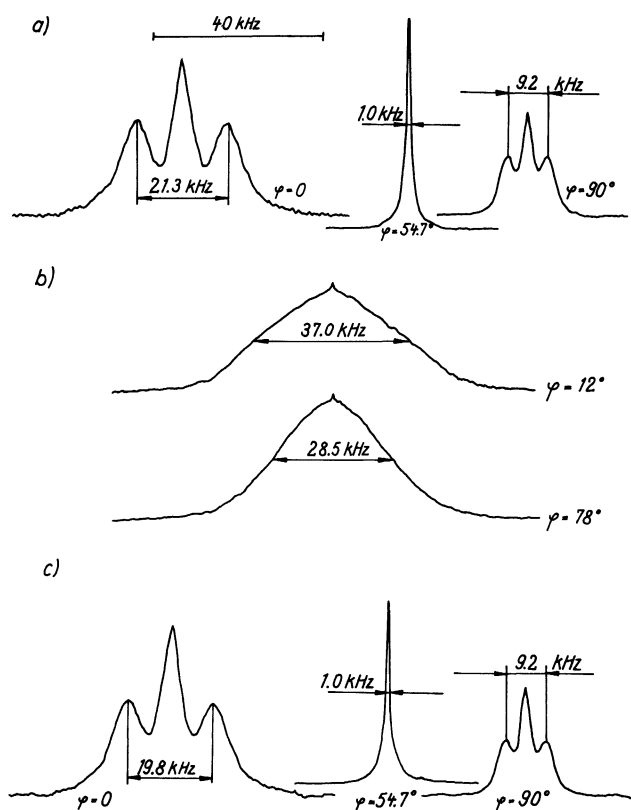 a)
40 kHz
21.3 kHz
φ=0
1.0 kHz
φ=54.7°
9.2 kHz
φ=90°
b)
37.0 kHz
φ=12°
28.5 kHz
φ=78°
c)
19.8 kHz
φ=0
1.0 kHz
φ=54.7°
9.2 kHz
φ=90°